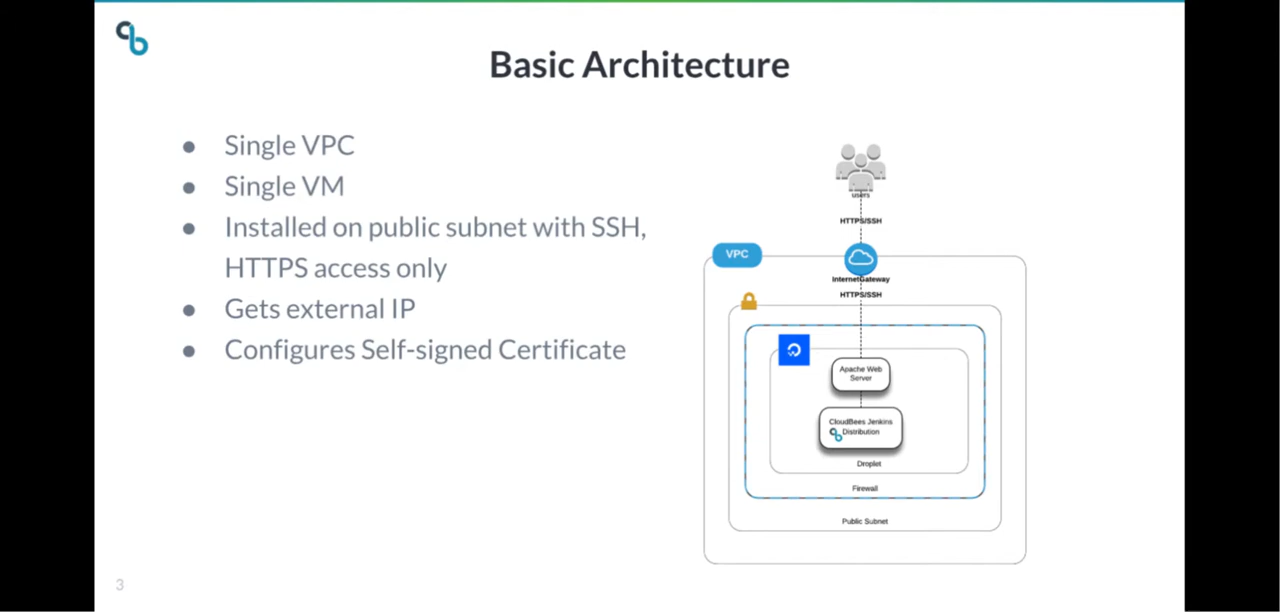 Basic Architecture
● Single VPC
● Single VM
● Installed on public subnet with SSH,
HTTPS access only
● Gets external IP
● Configures Self-signed Certificate
users
HTTPS/SSH
VPC
InternetGateway
HTTPS/SSH
Apache Web
Server
CloudBees Jenkins
Distribution
Droplet
Firewall
Public Subnet
3